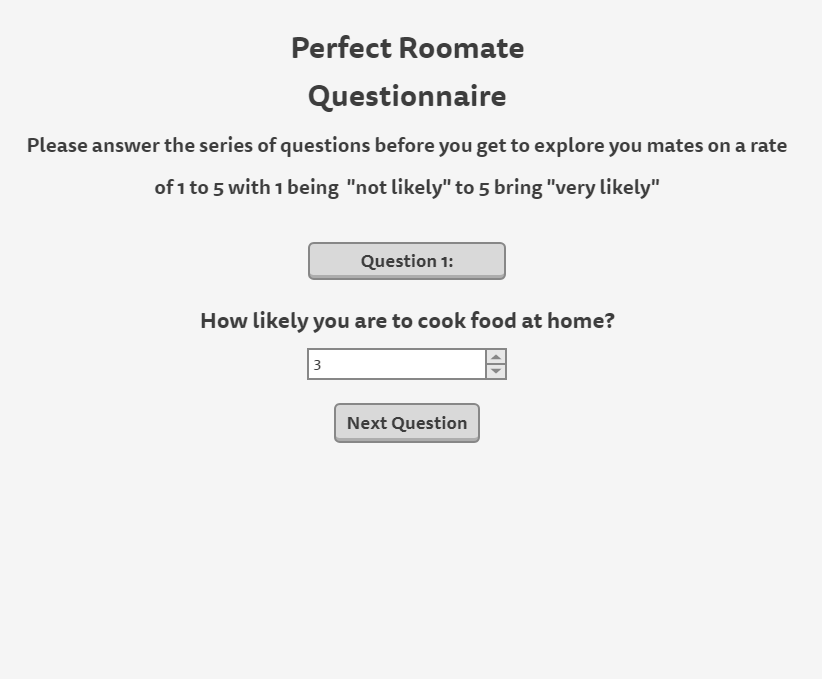 Perfect Roomate
Questionnaire
Please answer the series of questions before you get to explore you mates on a rate
of 1 to 5 with 1 being  "not likely" to 5 bring "very likely"
Question 1:
How likely you are to cook food at home?
3
Next Question